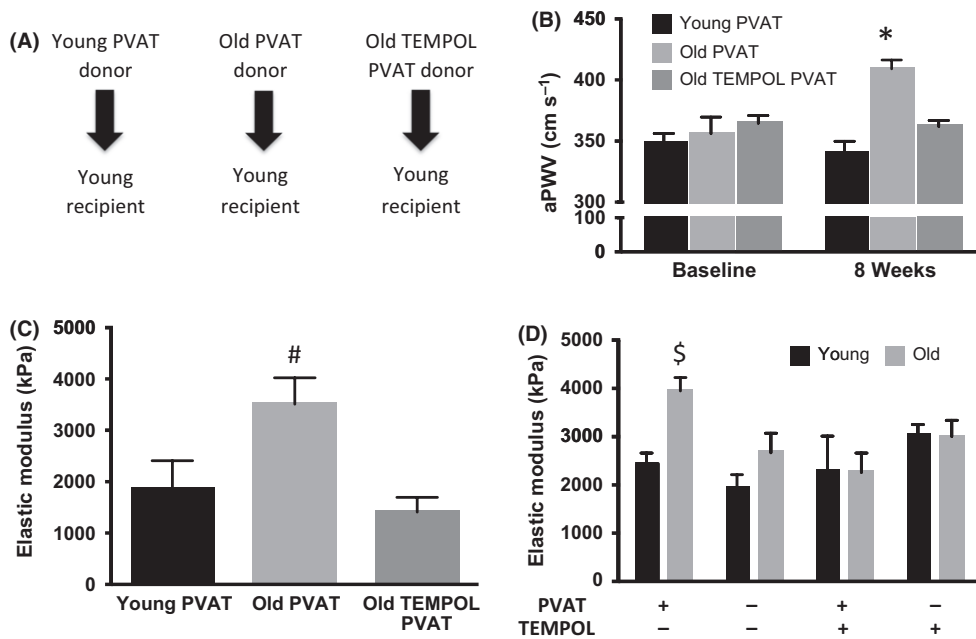 (A)
Young PVAT
donor
Old PVAT
donor
Old TEMPOL
PVAT donor
Young
recipient
Young
recipient
Young
recipient
(B)
aPWV (cm s⁻¹)
450
400
350
300
100
0
Young PVAT
Old PVAT
Old TEMPOL PVAT
*
Baseline
8 Weeks
(C)
Elastic modulus (kPa)
5000
4000
3000
2000
1000
0
#
Young PVAT
Old PVAT
Old TEMPOL
PVAT
(D)
Elastic modulus (kPa)
5000
4000
3000
2000
1000
0
$
Young
Old
PVAT + – + –
TEMPOL – – + +